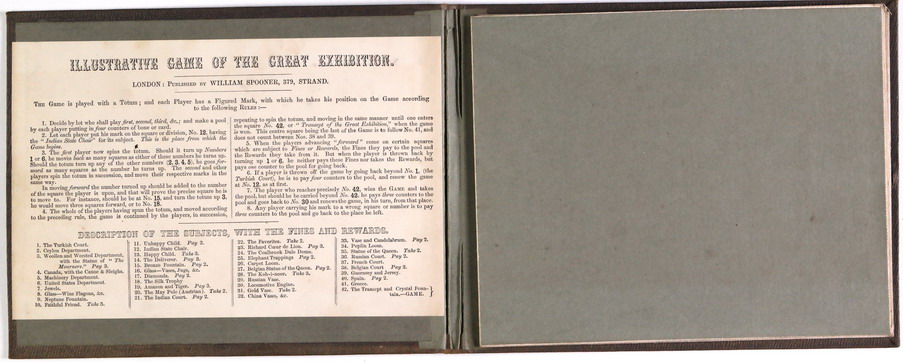 ILLUSTRATIVE GAME OF THE GREAT EXHIBITION.
LONDON: PUBLISHED BY WILLIAM SPOONER, 379, STRAND.
THE Game is played with a Totum; and each Player has a Figured Mark, with which he takes his position on the Game according
to the following RULES:—
1. Decide by lot who shall play first, second, third, &c.; and make a pool
by each player putting in four counters of bone or card.
2. Let each player put his mark on the square or division, No. 12, having
the "Indian State Chair" for its subject. This is the place from which the
Game begins.
3. The first player now spins the totum. Should it turn up Numbers
1 or 6, he moves back as many squares as either of those numbers he turns up.
Should the totum turn up any of the other numbers (2, 3, 4, 5), he goes for-
ward as many squares as the number he turns up. The second and other
players spin the totum in succession, and move their respective marks in the
same way.
In moving forward the number turned up should be added to the number
of the square the player is upon, and that will prove the precise square he is
to move to. For instance, should he be at No. 15, and turn the totum up 3,
he would move three squares forward, or to No. 18.
4. The whole of the players having spun the totum, and moved according
to the preceding rule, the game is continued by the players, in succession,
repeating to spin the totum, and moving in the same manner until one enters
the square No. 42, or "Transept of the Great Exhibition," when the game
is won. This centre square being the last of the Game is to follow No. 41, and
does not count between Nos. 38 and 39.
5. When the players advancing "forward" come on certain squares
which are subject to Fines or Rewards, the Fines they pay to the pool and
the Rewards they take from it. But when the player is thrown back by
turning up 1 or 6, he neither pays these Fines nor takes the Rewards, but
pays one counter to the pool for going back.
6. If a player is thrown off the game by going back beyond No. 1, (the
Turkish Court), he is to pay four counters to the pool, and renew the game
at No. 12, as at first.
7. The player who reaches precisely No. 42, wins the GAME and takes
the pool, but should he be carried beyond No. 42, he pays three counters to the
pool and goes back to No. 30 and renews the game, in his turn, from that place.
8. Any player carrying his mark to a wrong square or number is to pay
three counters to the pool and go back to the place he left.
DESCRIPTION OF THE SUBJECTS, WITH THE FINES AND REWARDS.
1. The Turkish Court.
2. Ceylon Department.
3. Woollen and Worsted Department,
with the Statue of "The
Mourners." Pay 3.
4. Canada, with the Canoe & Sleighs.
5. Machinery Department.
6. United States Department.
7. Jewels.
8. Glass—Wine Flagons, &c.
9. Neptune Fountain.
10. Faithful Friend. Take 3.
11. Unhappy Child. Pay 3.
12. Indian State Chair.
13. Happy Child. Take 3.
14. The Deliverer. Pay 3.
15. Bronze Fountain. Pay 2.
16. Glass—Vases, Jugs, &c.
17. Diamonds. Pay 2.
18. The Silk Trophy.
19. Amazon and Tiger. Pay 3.
20. The May Pole (Austrian). Take 2.
21. The Indian Court. Pay 2.
22. The Favorites. Take 2.
23. Richard Cœur de Lion. Pay 3.
24. The Coalbrook Dale Dome.
25. Elephant Trappings. Pay 2.
26. Carpet Loom.
27. Belgian Statue of the Queen. Pay 2.
28. The Koh-i-noor. Take 3.
29. Russian Vase.
30. Locomotive Engine.
31. Gold Vase. Take 2.
32. China Vases, &c.
33. Vase and Candelabrum. Pay 2.
34. Poplin Loom.
35. Statue of the Queen. Take 2.
36. Russian Court. Pay 2.
37. French Court.
38. Belgian Court. Pay 2.
39. Guernsey and Jersey.
40. Spain. Pay 2.
41. Greece.
42. The Transept and Crystal Foun-
tain.—GAME.